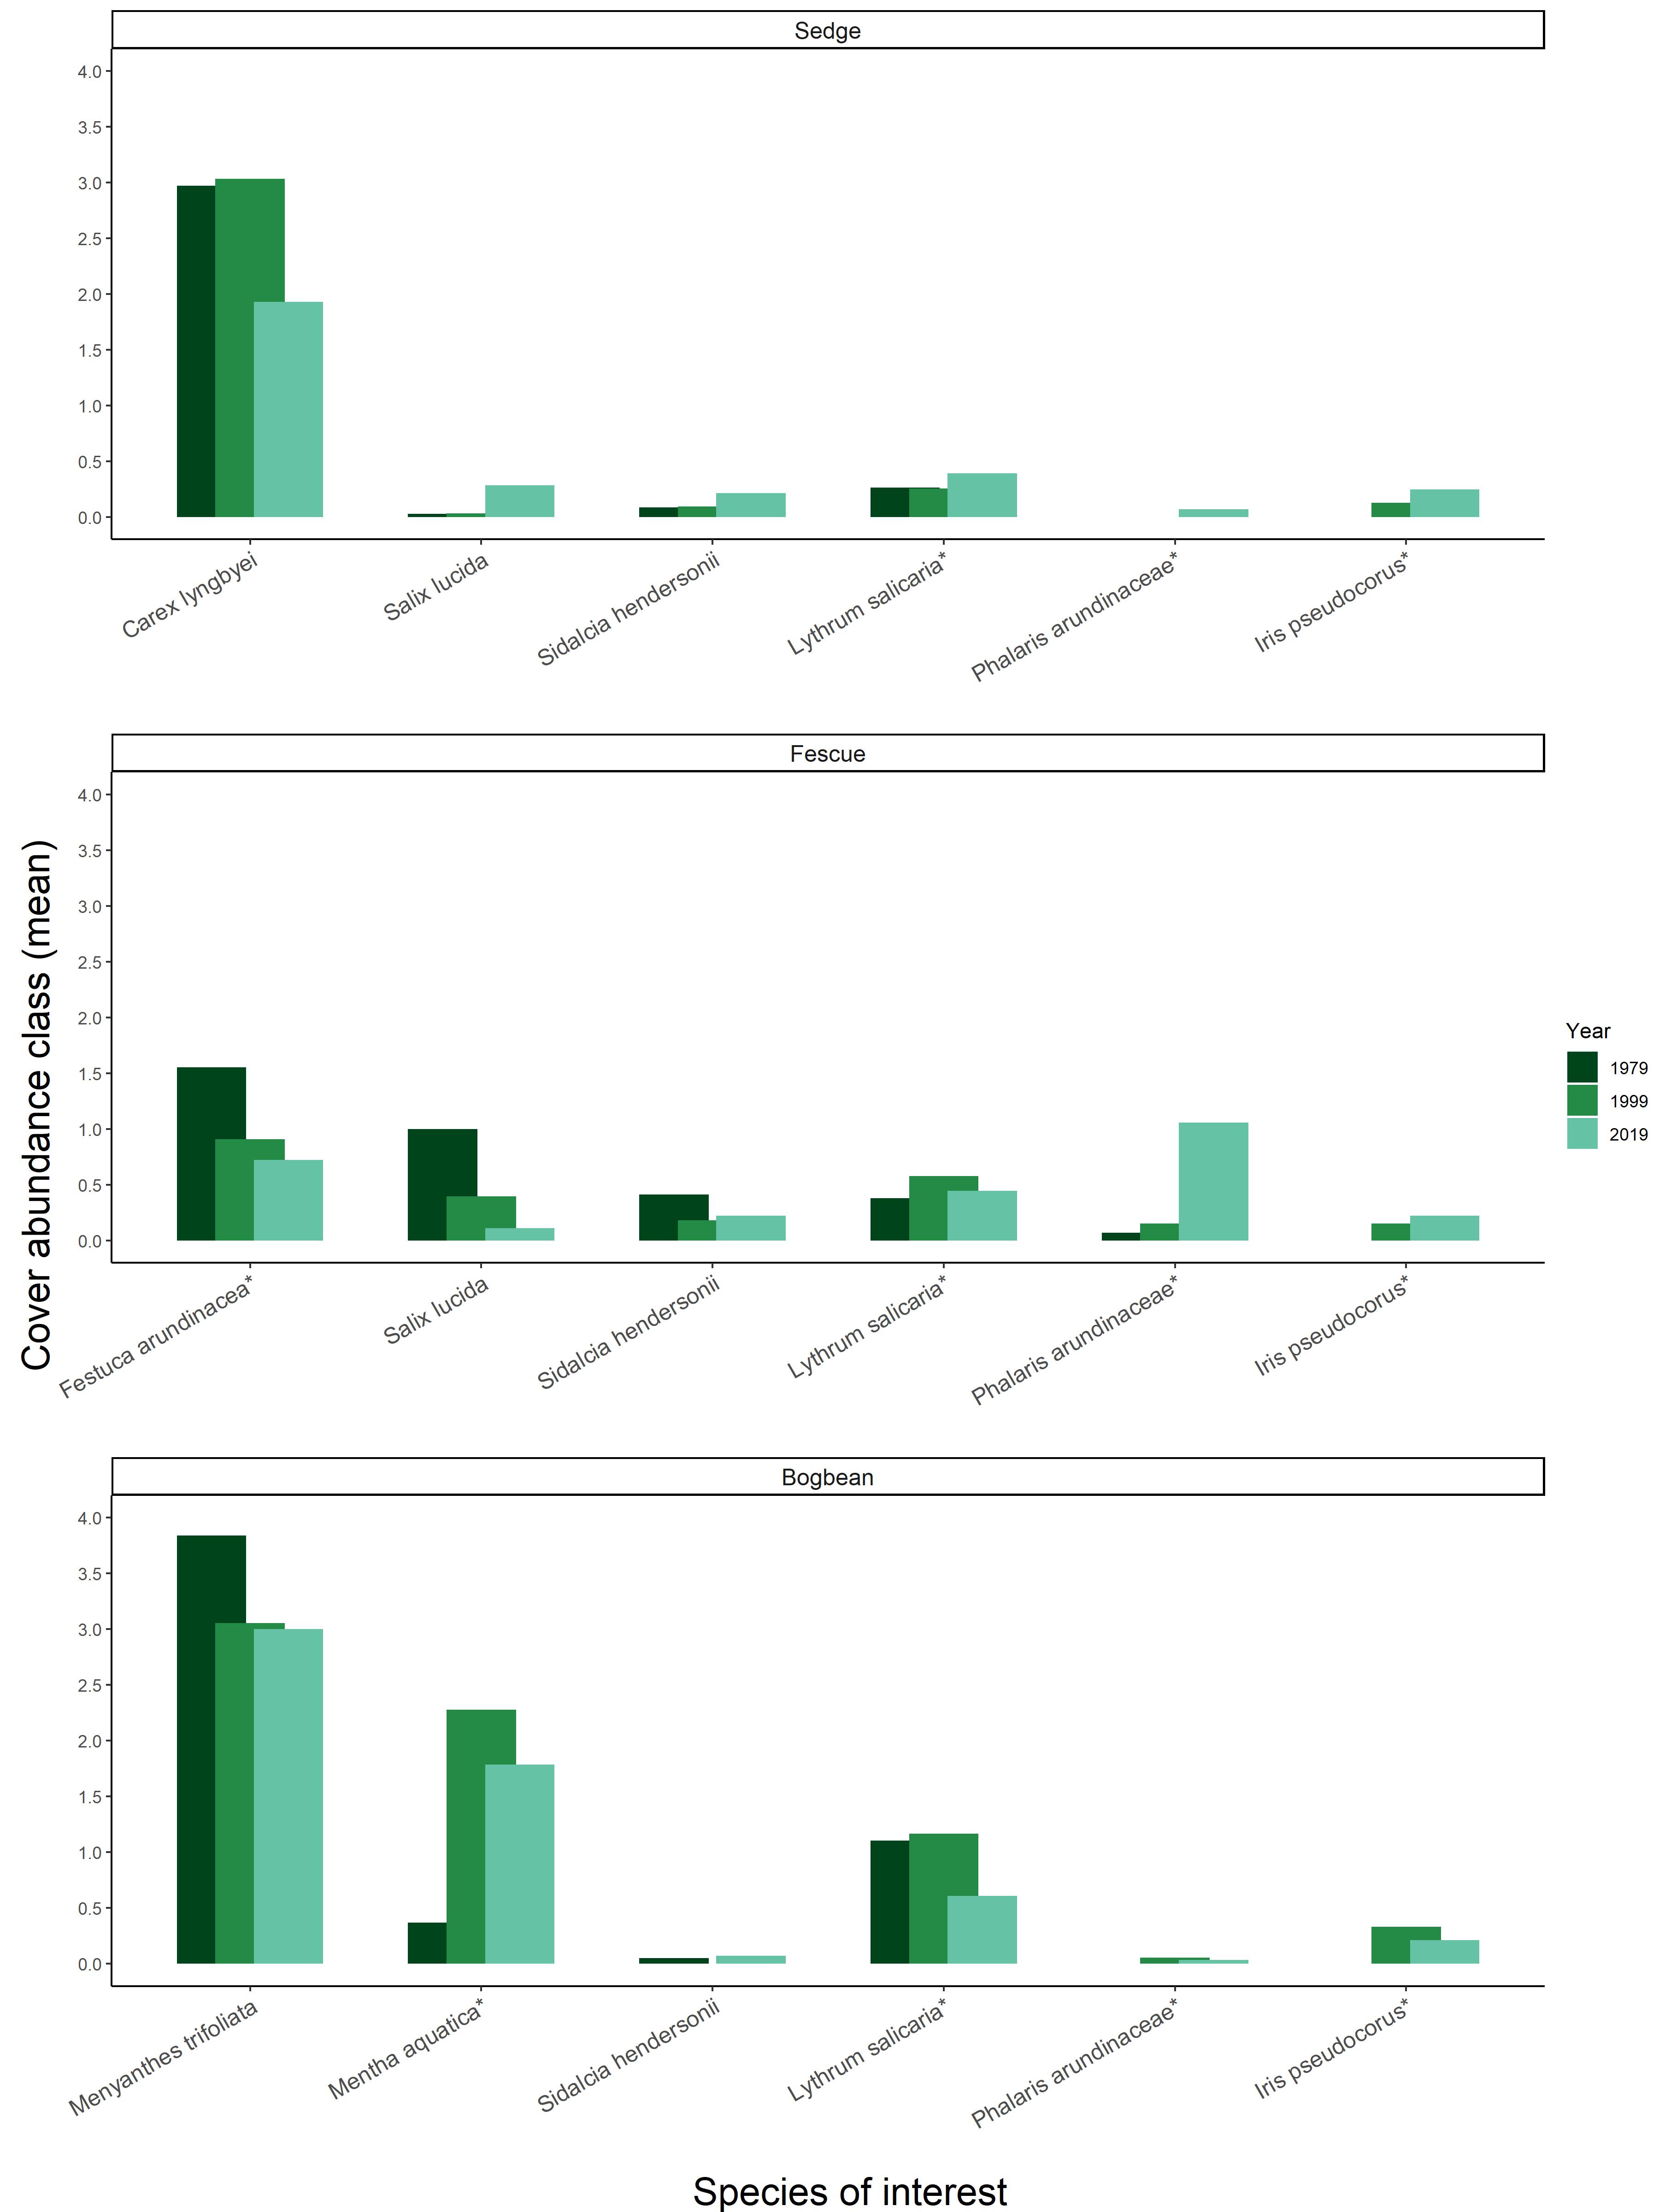 Sedge
4.0
3.5
3.0
2.5
2.0
1.5
1.0
0.5
0.0
Carex lyngbyei
Salix lucida
Sidalcia hendersonii
Lythrum salicaria*
Phalaris arundinaceae*
Iris pseudocorus*
Fescue
4.0
3.5
3.0
2.5
2.0
1.5
1.0
0.5
0.0
Festuca arundinacea*
Salix lucida
Sidalcia hendersonii
Lythrum salicaria*
Phalaris arundinaceae*
Iris pseudocorus*
Bogbean
4.0
3.5
3.0
2.5
2.0
1.5
1.0
0.5
0.0
Menyanthes trifoliata
Mentha aquatica*
Sidalcia hendersonii
Lythrum salicaria*
Phalaris arundinaceae*
Iris pseudocorus*
Cover abundance class (mean)
Species of interest
Year
1979
1999
2019